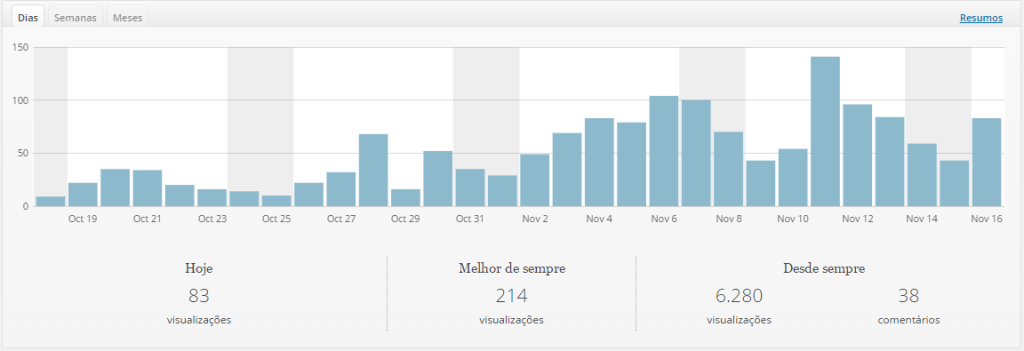 Dias Semanas Meses Resumos
150
100
50
0
Oct 19 Oct 21 Oct 23 Oct 25 Oct 27 Oct 29 Oct 31 Nov 2 Nov 4 Nov 6 Nov 8 Nov 10 Nov 12 Nov 14 Nov 16
Hoje Melhor de sempre Desde sempre
83 214 6.280 38
visualizações visualizações visualizações comentários